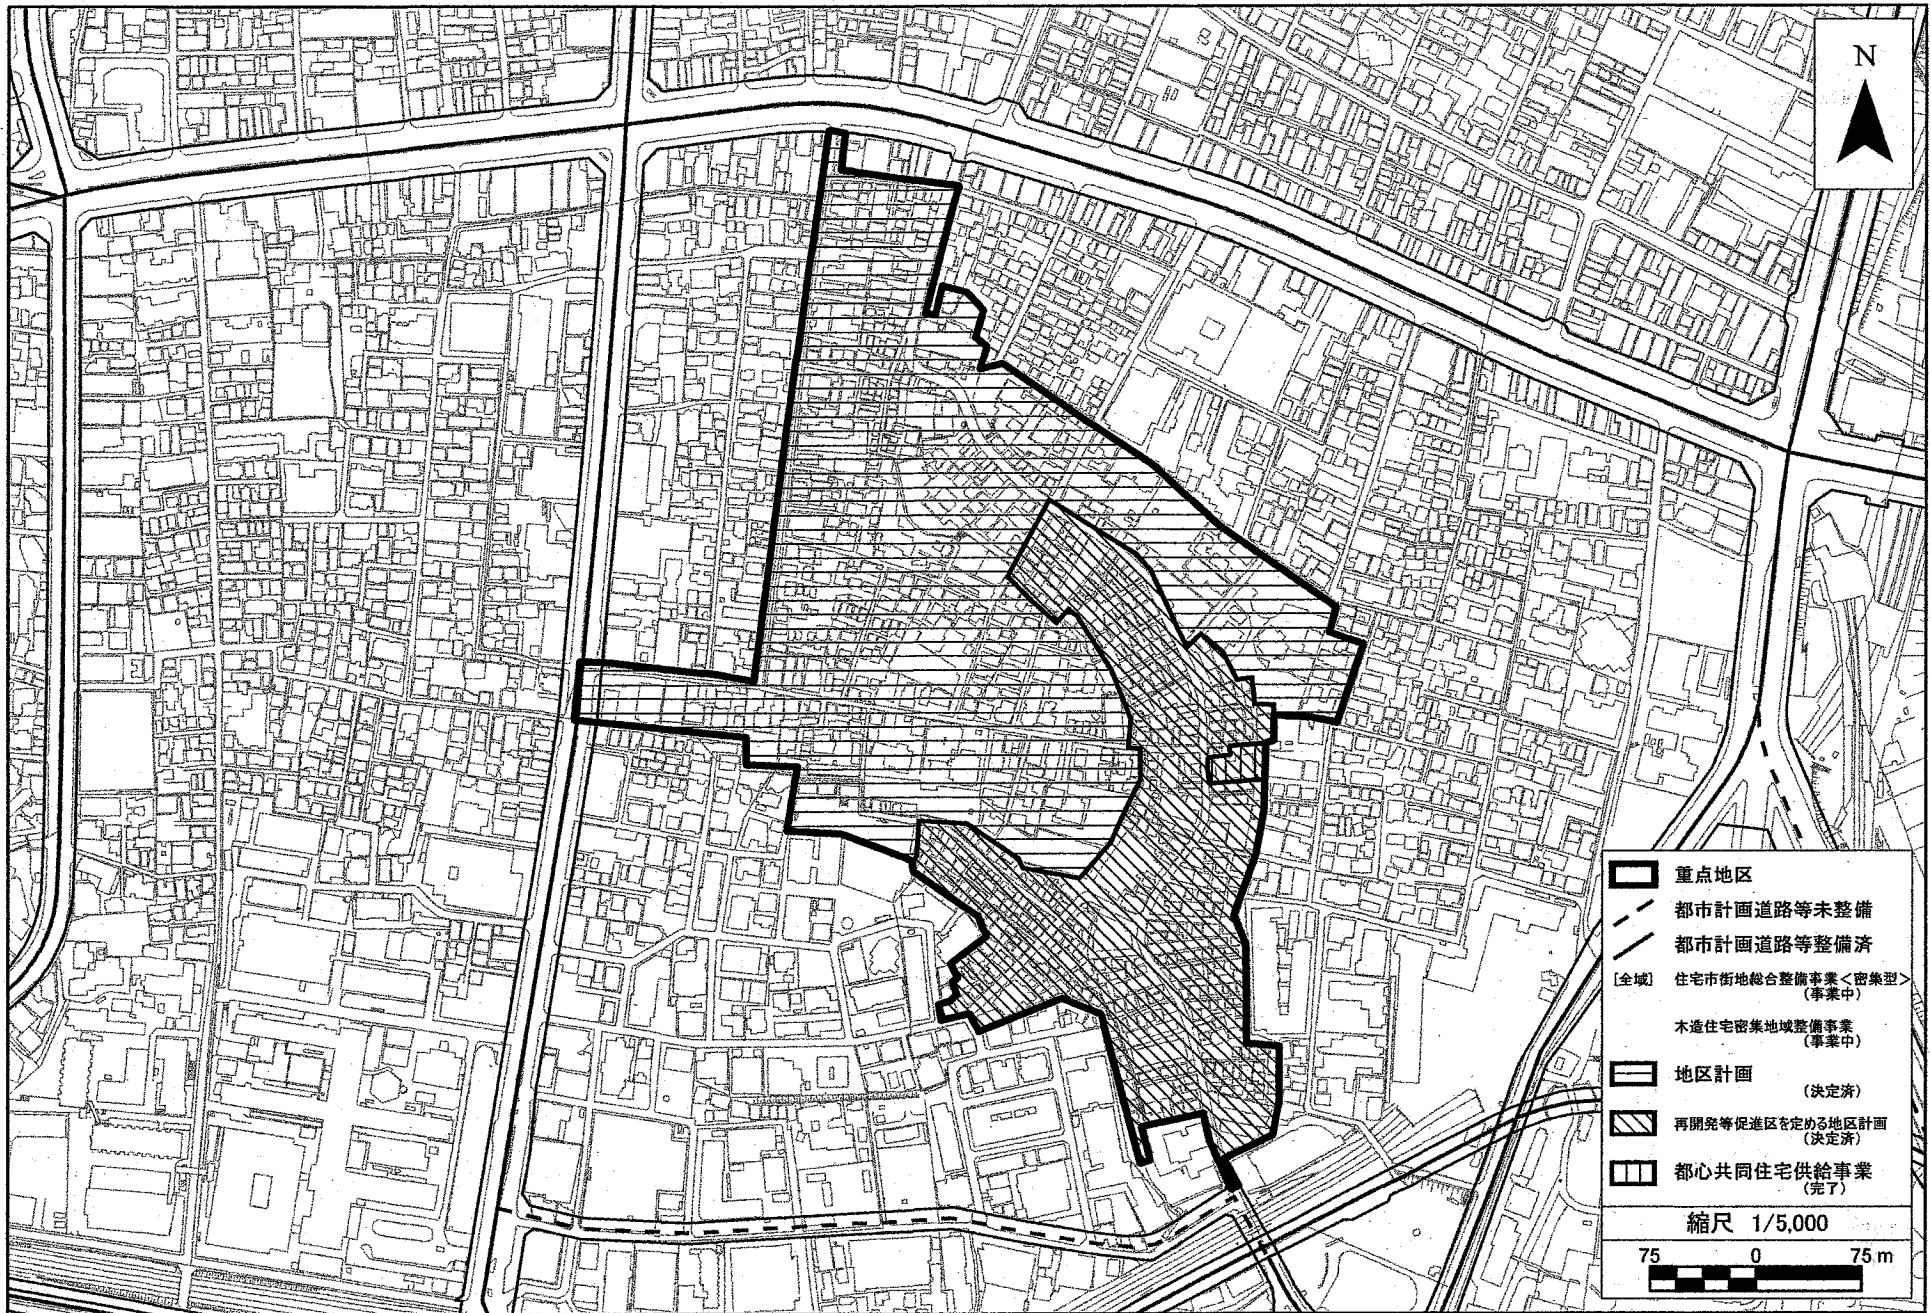 N
重点地区
都市計画道路等未整備
都市計画道路等整備済
[全域] 住宅市街地総合整備事業<密集型>
(事業中)
木造住宅密集地域整備事業
(事業中)
地区計画
(決定済)
再開発等促進区を定める地区計画
(決定済)
都心共同住宅供給事業
(完了)
縮尺 1/5,000
75 0 75 m